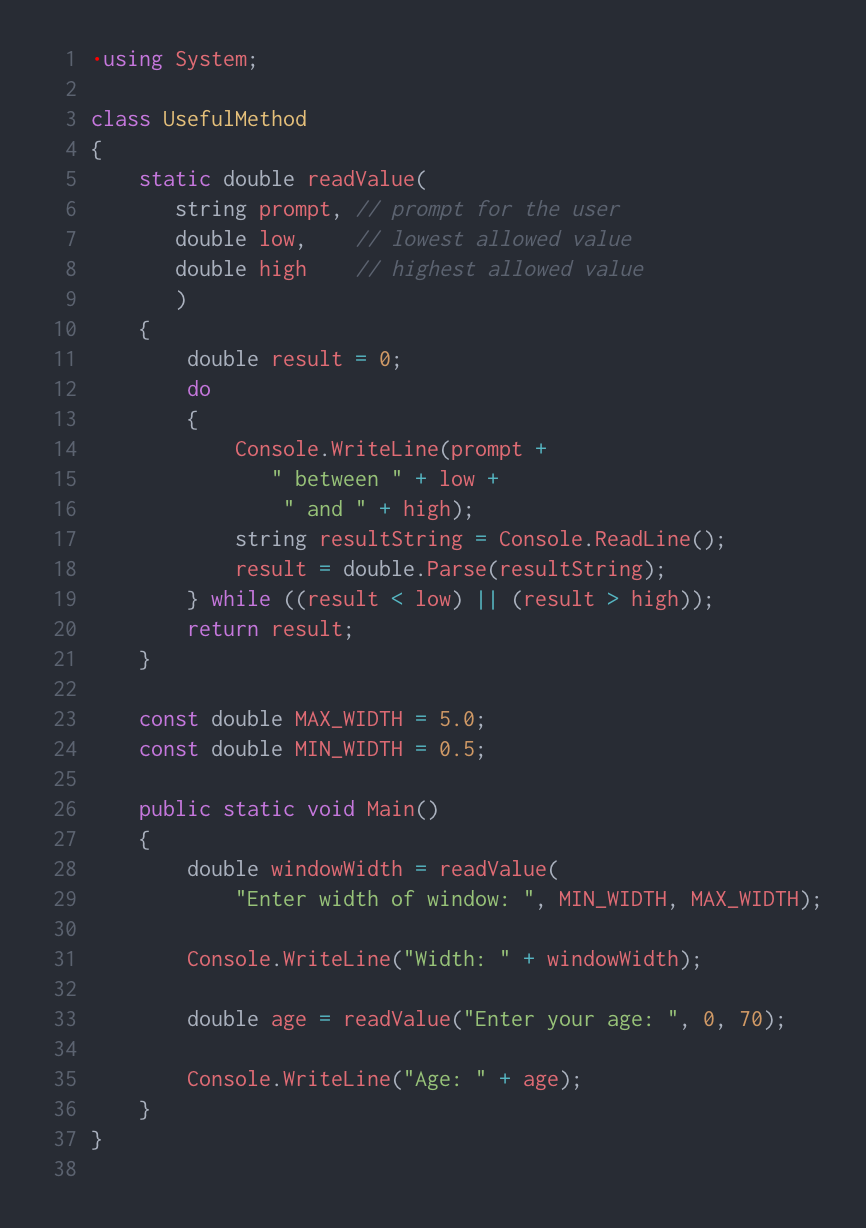 1 ·using System;
2
3 class UsefulMethod
4 {
5     static double readValue(
6        string prompt, // prompt for the user
7        double low,    // lowest allowed value
8        double high    // highest allowed value
9        )
10     {
11         double result = 0;
12         do
13         {
14             Console.WriteLine(prompt +
15                " between " + low +
16                 " and " + high);
17             string resultString = Console.ReadLine();
18             result = double.Parse(resultString);
19         } while ((result < low) || (result > high));
20         return result;
21     }
22
23     const double MAX_WIDTH = 5.0;
24     const double MIN_WIDTH = 0.5;
25
26     public static void Main()
27     {
28         double windowWidth = readValue(
29             "Enter width of window: ", MIN_WIDTH, MAX_WIDTH);
30
31         Console.WriteLine("Width: " + windowWidth);
32
33         double age = readValue("Enter your age: ", 0, 70);
34
35         Console.WriteLine("Age: " + age);
36     }
37 }
38